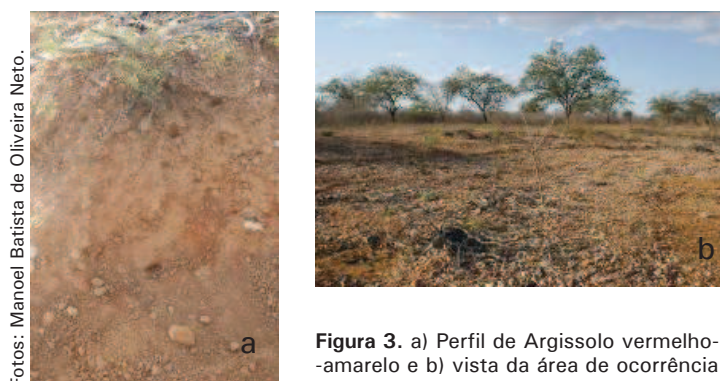 Fotos: Manoel Batista de Oliveira Neto.
a
b
Figura 3. a) Perfil de Argissolo vermelho-
-amarelo e b) vista da área de ocorrência